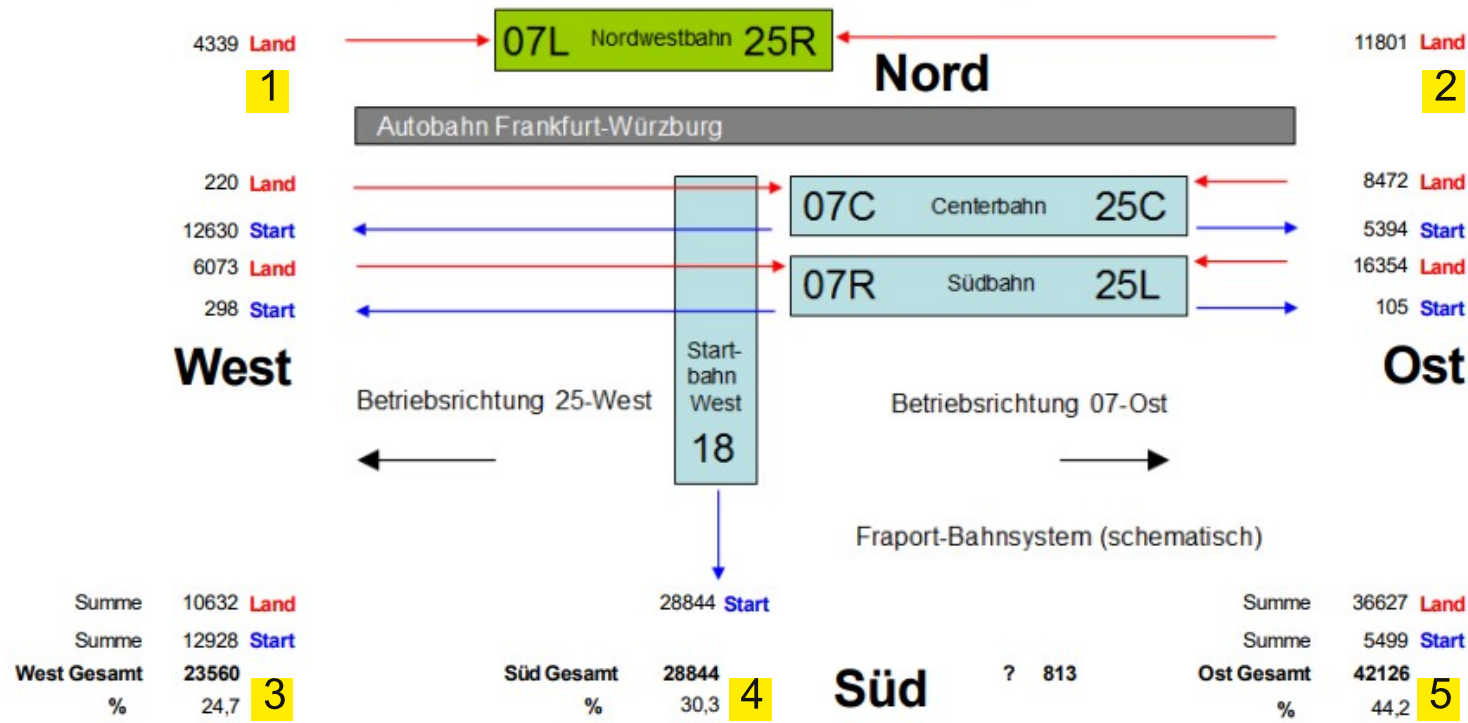 4339 Land
07L Nordwestbahn 25R
11801 Land
1
Nord
2
Autobahn Frankfurt-Würzburg
220 Land
8472 Land
07C Centerbahn 25C
12630 Start
5394 Start
6073 Land
16354 Land
07R Südbahn 25L
298 Start
105 Start
West
Start-
bahn
West
18
Ost
Betriebsrichtung 25-West
Betriebsrichtung 07-Ost
Fraport-Bahnsystem (schematisch)
Summe 10632 Land
28844 Start
Summe 36627 Land
Summe 12928 Start
Summe 5499 Start
West Gesamt 23560
Süd Gesamt 28844
Süd
? 813
Ost Gesamt 42126
% 24,7
3
% 30,3
4
% 44,2
5